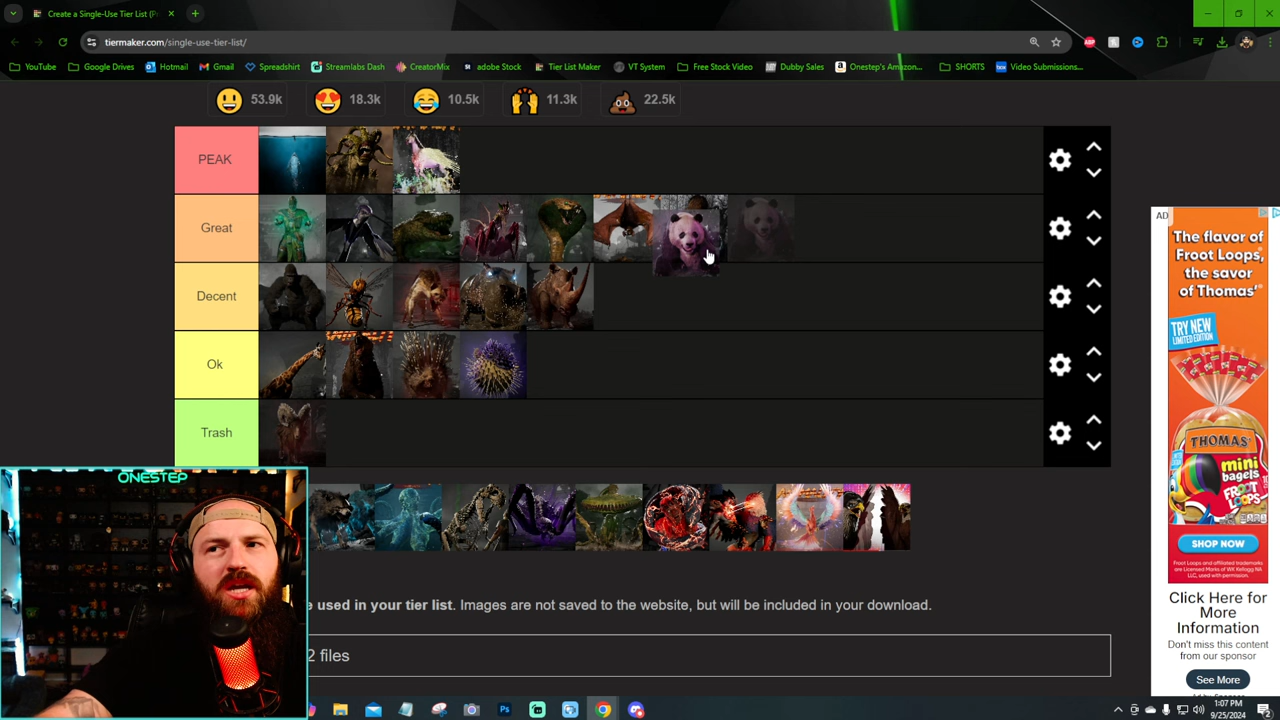 Create a Single-Use Tier List (P
tiermaker.com/single-use-tier-list/
YouTube
Google Drives
Hotmail
Gmail
Spreadshirt
Streamlabs Dash
CreatorMix
St adobe Stock
Tier List Maker
VT System
Free Stock Video
Dubby Sales
Onestep's Amazon...
SHORTS
Video Submissions...
53.9k
18.3k
10.5k
11.3k
22.5k
PEAK
Great
Decent
Ok
Trash
AD
The flavor of
Froot Loops,
the savor
of Thomas'
TRY NEW
LIMITED EDITION
THOMAS'
mini
bagels
FROOT
LOOPS
SHOP NOW
Click Here for
More
Information
Don't miss this content
from our sponsor
See More
ONESTEP
e used in your tier list. Images are not saved to the website, but will be included in your download.
2 files
1:07 PM
9/25/2024